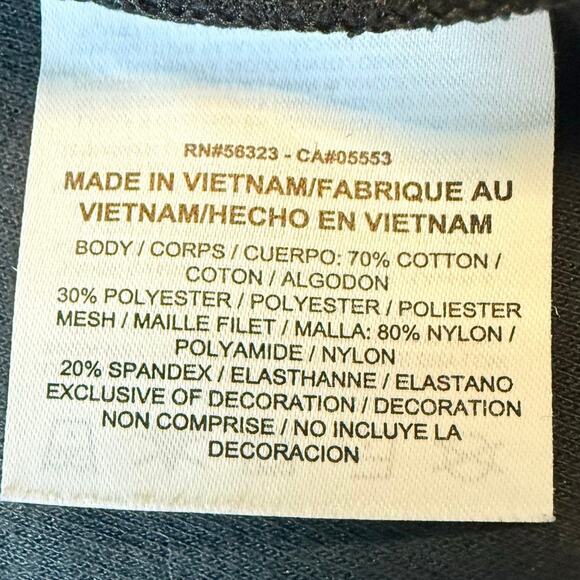 RN#56323 - CA#05553
MADE IN VIETNAM/FABRIQUE AU
VIETNAM/HECHO EN VIETNAM
BODY / CORPS / CUERPO: 70% COTTON /
COTON / ALGODON
30% POLYESTER / POLYESTER / POLIESTER
MESH / MAILLE FILET / MALLA: 80% NYLON /
POLYAMIDE / NYLON
20% SPANDEX / ELASTHANNE / ELASTANO
EXCLUSIVE OF DECORATION / DECORATION
NON COMPRISE / NO INCLUYE LA
DECORACION